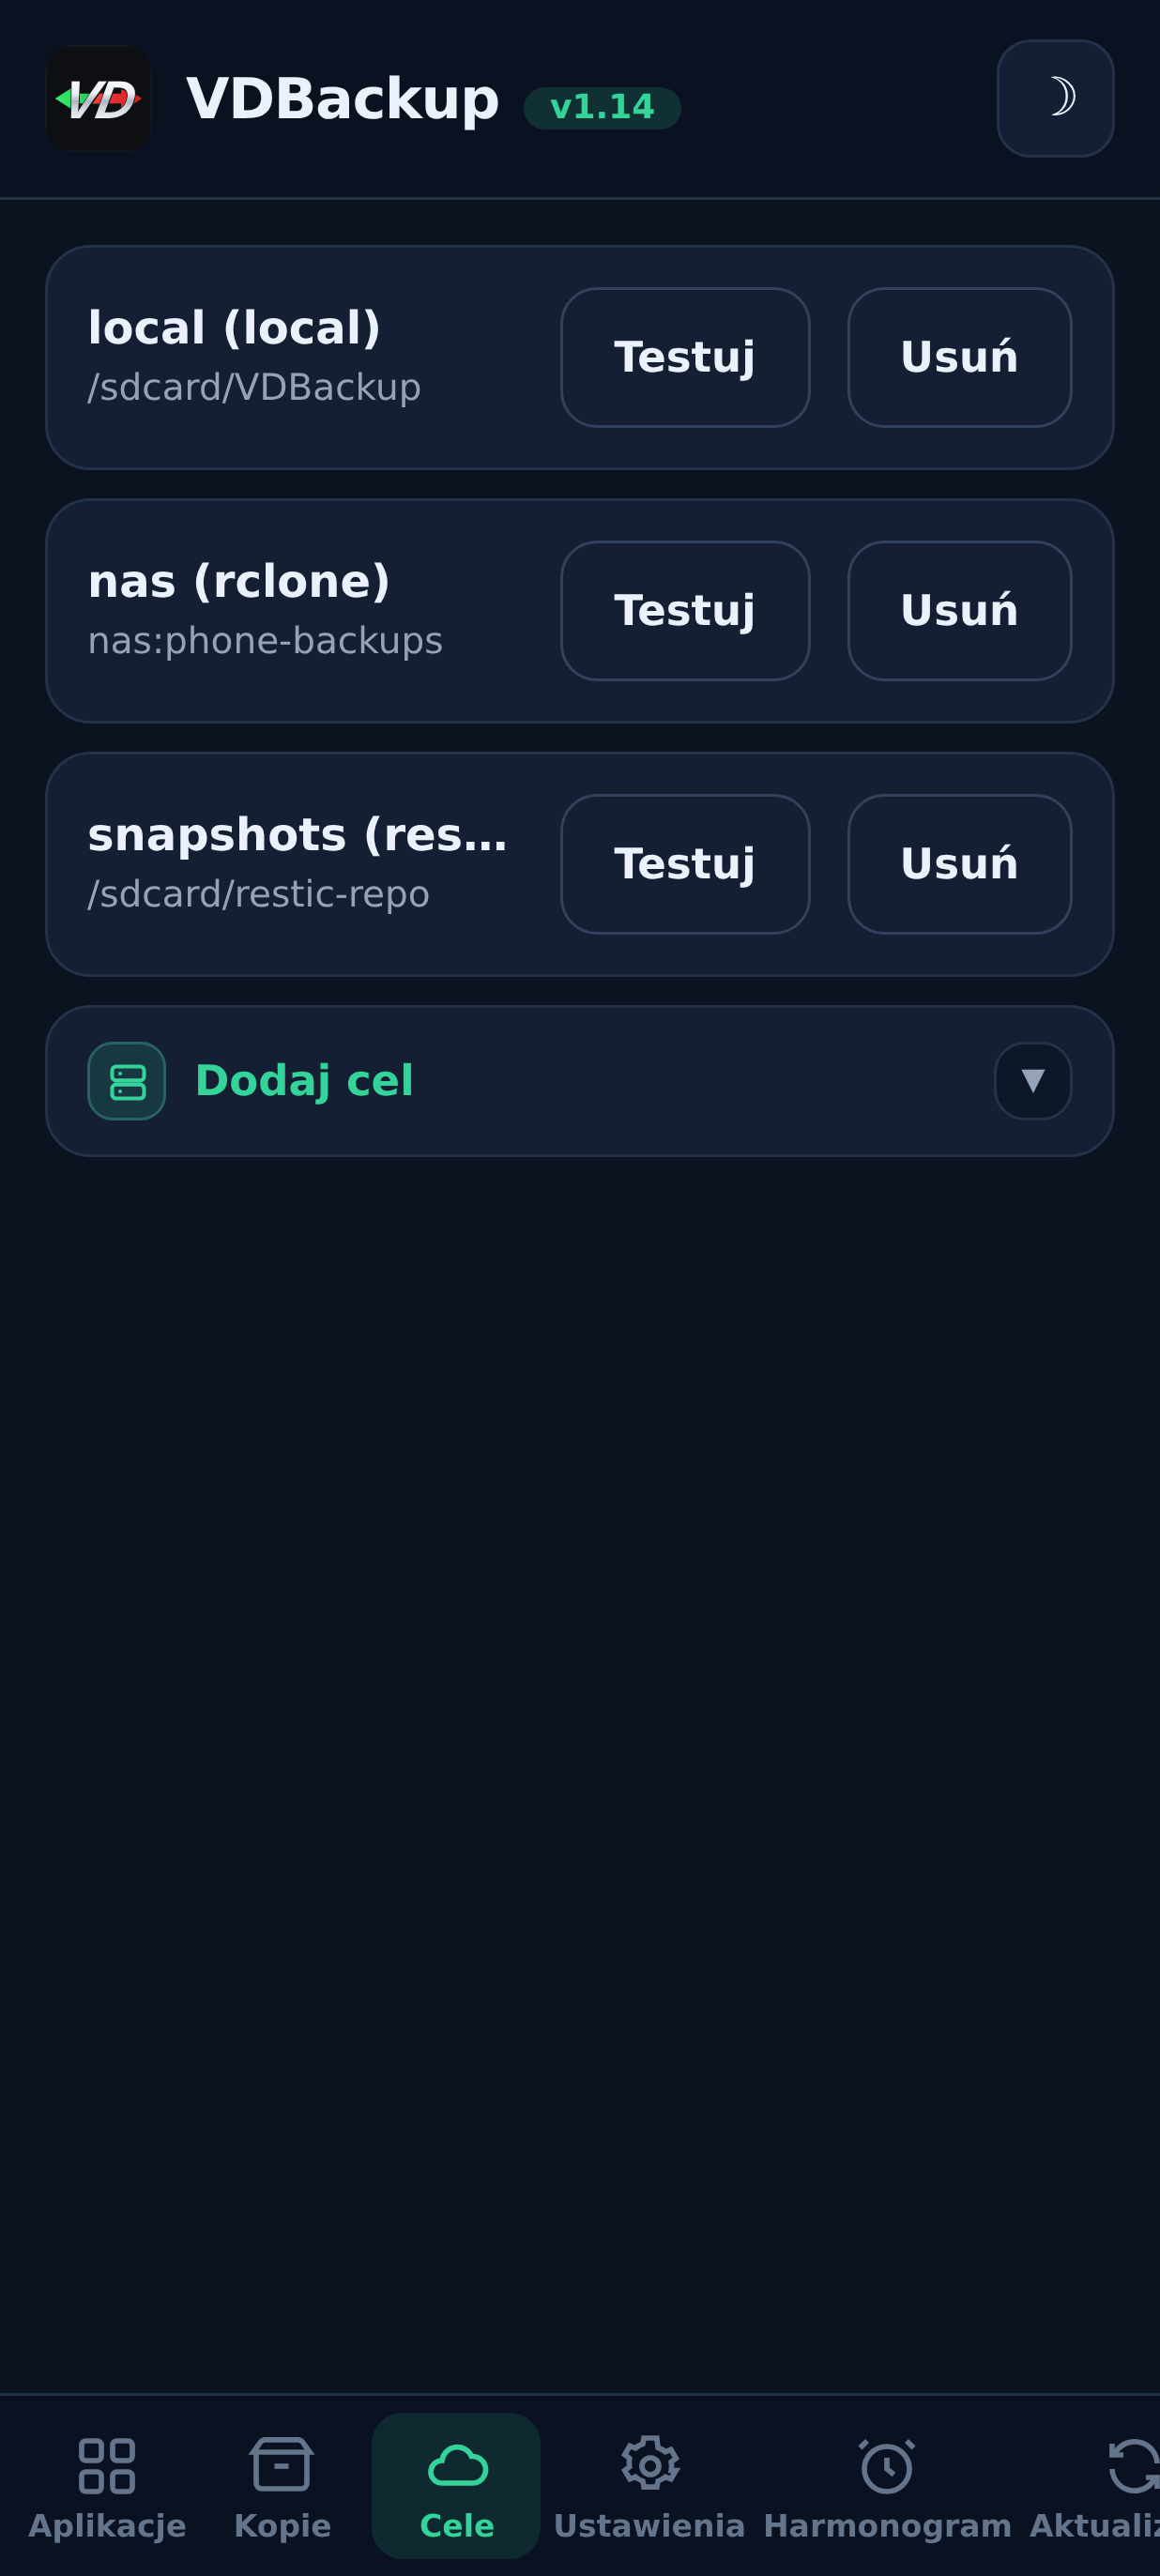 VD
VDBackup v1.14
local (local)
/sdcard/VDBackup
Testuj
Usuń
nas (rclone)
nas:phone-backups
Testuj
Usuń
snapshots (res…
/sdcard/restic-repo
Testuj
Usuń
Dodaj cel
Aplikacje
Kopie
Cele
Ustawienia
Harmonogram